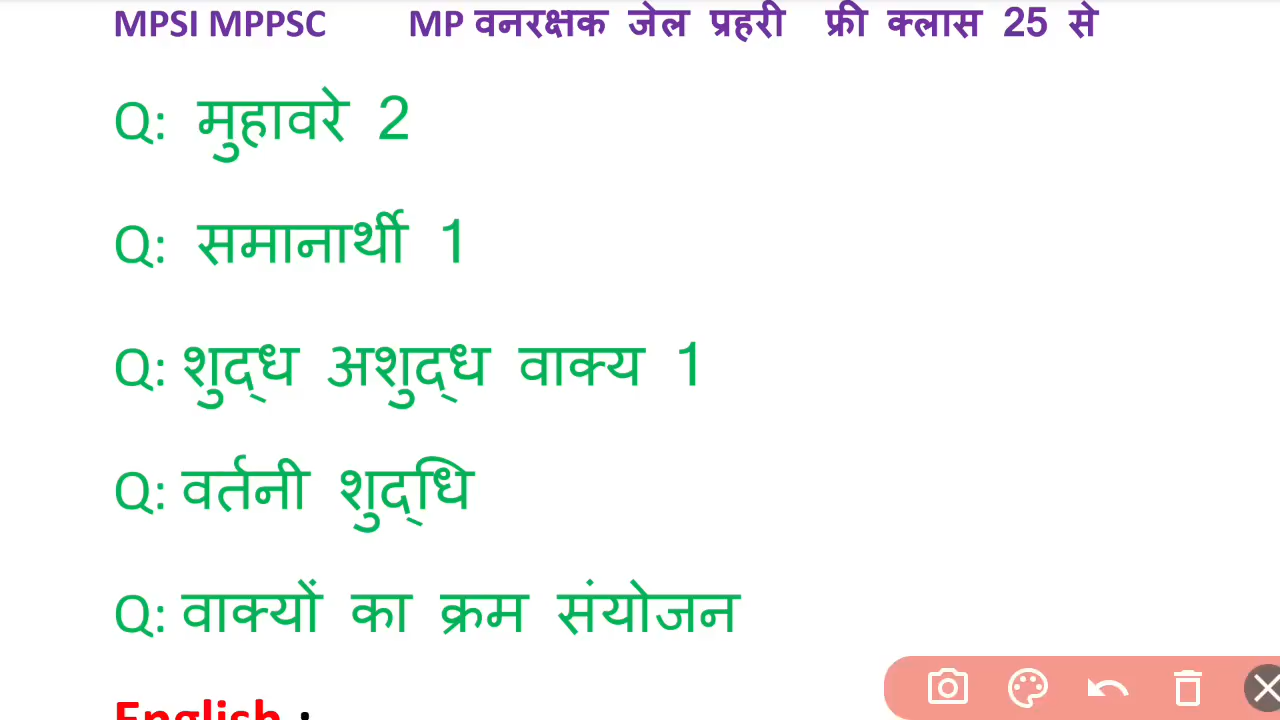 MPSI MPPSC MP वनरक्षक जेल प्रहरी फ्री क्लास 25 से
Q: मुहावरे 2
Q: समानार्थी 1
Q: शुद्ध अशुद्ध वाक्य 1
Q: वर्तनी शुद्धि
Q: वाक्यों का क्रम संयोजन
English :